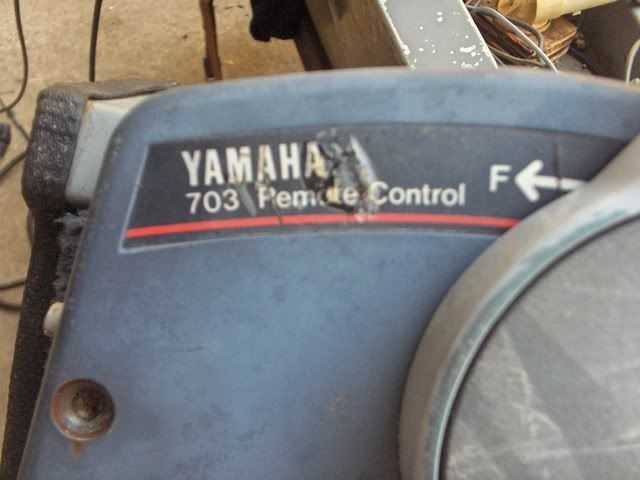 YAMAHA
703 Remote Control
F